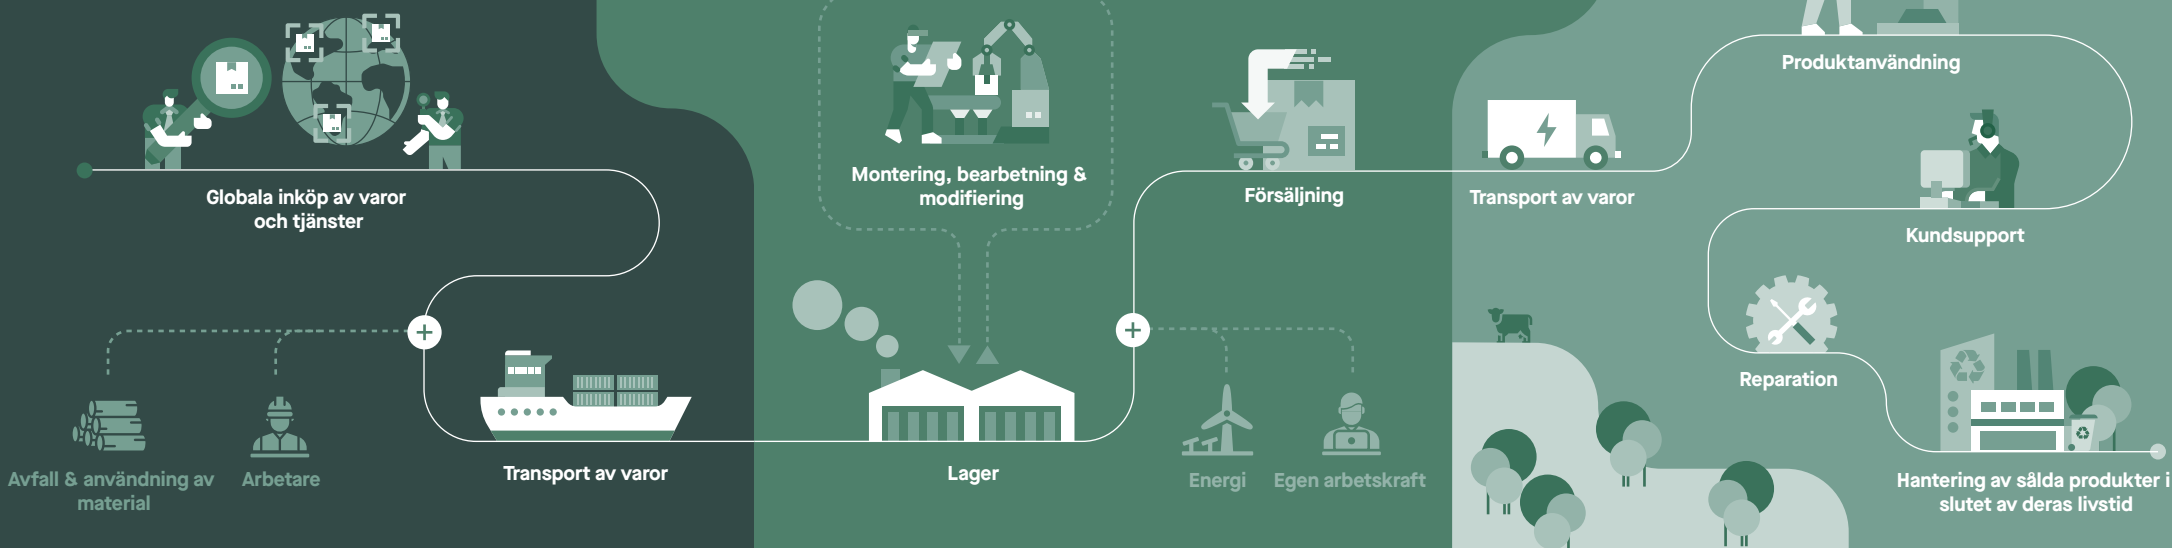 Globala inköp av varor
och tjänster
Avfall & användning av
material
Arbetare
Transport av varor
Montering, bearbetning &
modifiering
Lager
Försäljning
Energi
Egen arbetskraft
Transport av varor
Produktanvändning
Kundsupport
Reparation
Hantering av sålda produkter i
slutet av deras livstid